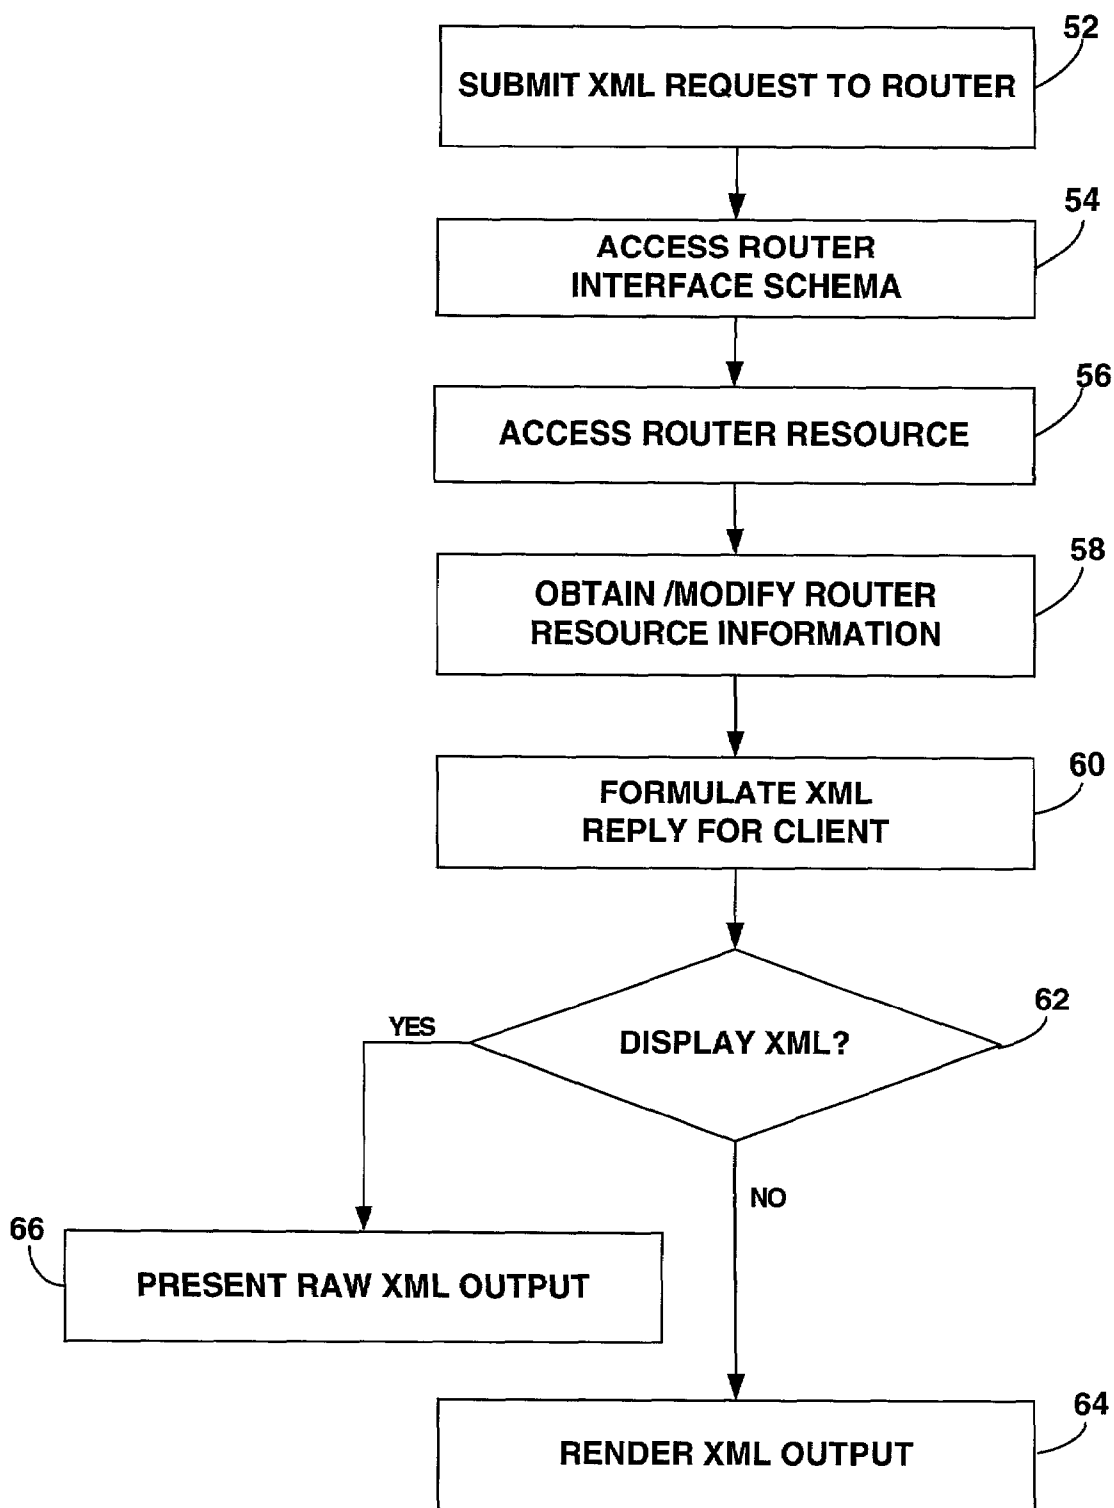 52
SUBMIT XML REQUEST TO ROUTER
54
ACCESS ROUTER
INTERFACE SCHEMA
56
ACCESS ROUTER RESOURCE
58
OBTAIN /MODIFY ROUTER
RESOURCE INFORMATION
60
FORMULATE XML
REPLY FOR CLIENT
62
YES
DISPLAY XML?
NO
66
PRESENT RAW XML OUTPUT
64
RENDER XML OUTPUT